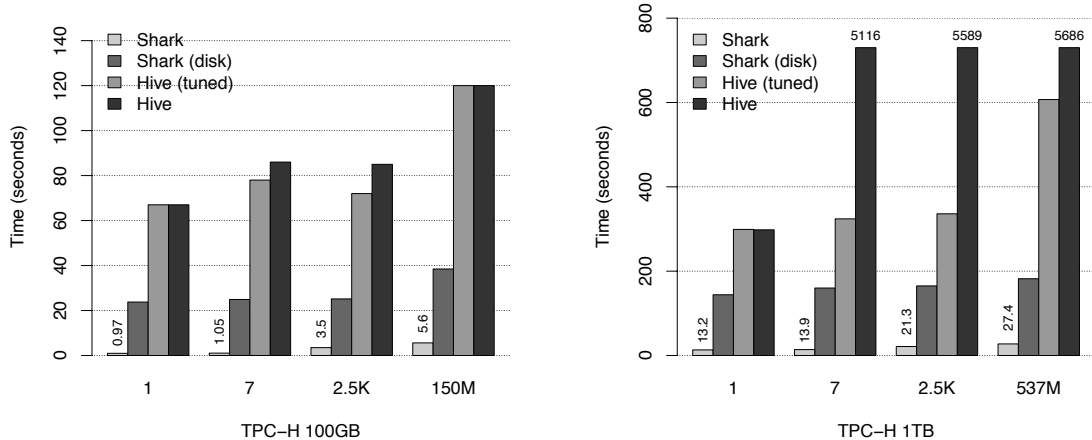 Shark
Shark (disk)
Hive (tuned)
Hive
Time (seconds)
140
120
100
80
60
40
20
0
0.97
1.05
3.5
5.6
1
7
2.5K
150M
TPC-H 100GB
Shark
Shark (disk)
Hive (tuned)
Hive
Time (seconds)
800
600
400
200
0
5116
5589
5686
13.2
13.9
21.3
27.4
1
7
2.5K
537M
TPC-H 1TB